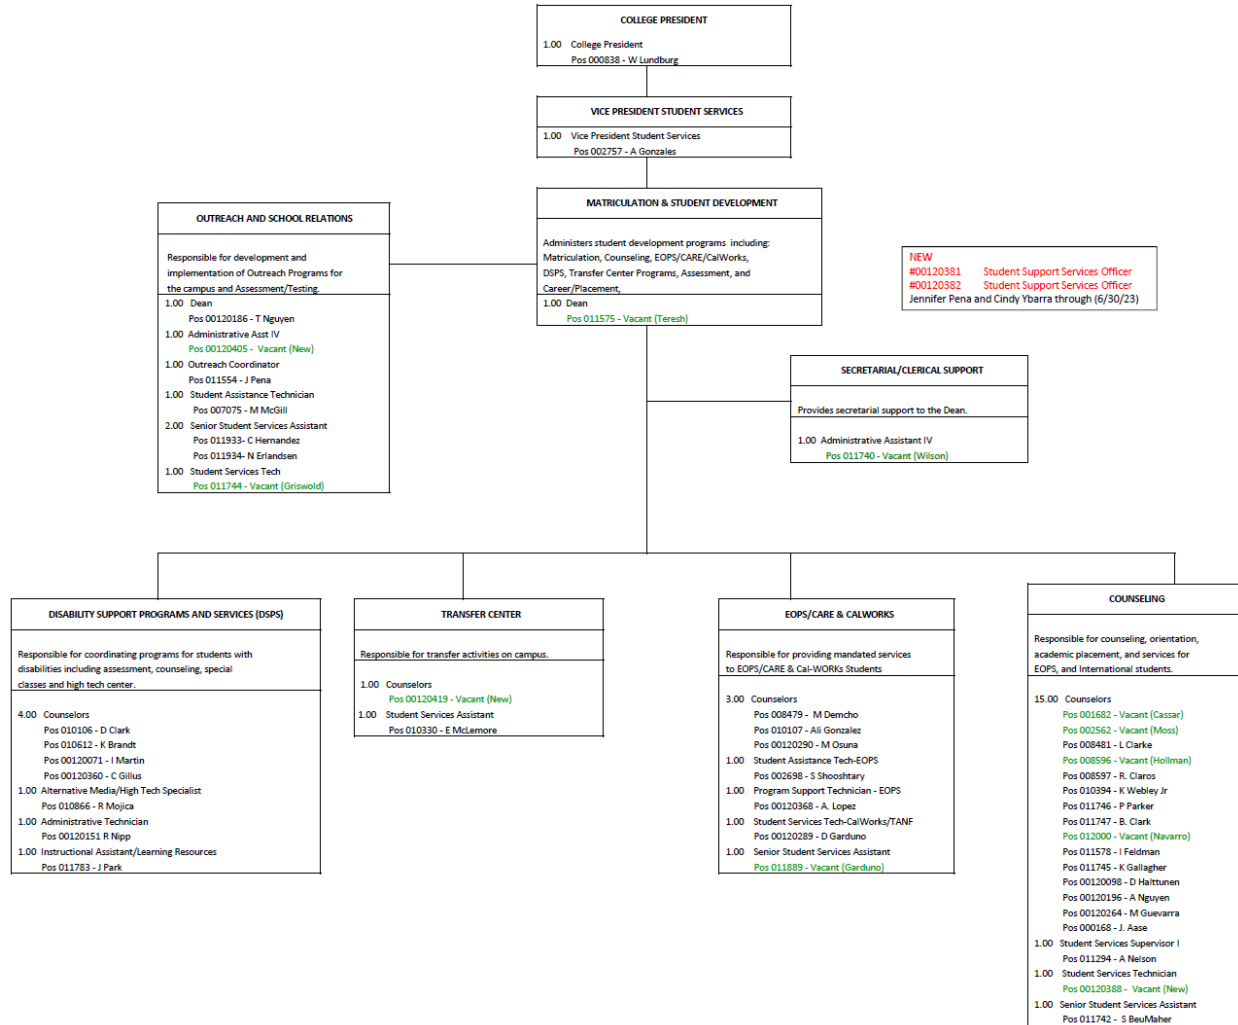 COLLEGE PRESIDENT
1.00 College President
Pos 000838 - W Lundburg
VICE PRESIDENT STUDENT SERVICES
1.00 Vice President Student Services
Pos 002757 - A Gonzales
MATRICULATION & STUDENT DEVELOPMENT
Administers student development programs including:
Matriculation, Counseling, EOPS/CARE/CalWorks,
DSPS, Transfer Center Programs, Assessment, and
Career/Placement,
1.00 Dean
Pos 011575 - Vacant (Teresh)
OUTREACH AND SCHOOL RELATIONS
Responsible for development and
implementation of Outreach Programs for
the campus and Assessment/Testing.
1.00 Dean
Pos 00120186 - T Nguyen
1.00 Administrative Asst IV
Pos 00120405 - Vacant (New)
1.00 Outreach Coordinator
Pos 011554 - J Pena
1.00 Student Assistance Technician
Pos 007075 - M McGill
2.00 Senior Student Services Assistant
Pos 011933- C Hernandez
Pos 011934- N Erlandsen
1.00 Student Services Tech
Pos 011744 - Vacant (Griswold)
NEW
#00120381 Student Support Services Officer
#00120382 Student Support Services Officer
Jennifer Pena and Cindy Ybarra through (6/30/23)
SECRETARIAL/CLERICAL SUPPORT
Provides secretarial support to the Dean.
1.00 Administrative Assistant IV
Pos 011740 - Vacant (Wilson)
DISABILITY SUPPORT PROGRAMS AND SERVICES (DSPS)
Responsible for coordinating programs for students with
disabilities including assessment, counseling, special
classes and high tech center.
4.00 Counselors
Pos 010106 - D Clark
Pos 010612 - K Brandt
Pos 00120071 - I Martin
Pos 00120360 - C Gillus
1.00 Alternative Media/High Tech Specialist
Pos 010866 - R Mojica
1.00 Administrative Technician
Pos 00120151 R Nipp
1.00 Instructional Assistant/Learning Resources
Pos 011783 - J Park
TRANSFER CENTER
Responsible for transfer activities on campus.
1.00 Counselors
Pos 00120419 - Vacant (New)
1.00 Student Services Assistant
Pos 010330 - E McLemore
EOPS/CARE & CALWORKS
Responsible for providing mandated services
to EOPS/CARE & Cal-WORKs Students
3.00 Counselors
Pos 008479 - M Demcho
Pos 010107 - Ali Gonzalez
Pos 00120290 - M Osuna
1.00 Student Assistance Tech-EOPS
Pos 002698 - S Shooshtary
1.00 Program Support Technician - EOPS
Pos 00120368 - A. Lopez
1.00 Student Services Tech-CalWorks/TANF
Pos 00120289 - D Garduno
1.00 Senior Student Services Assistant
Pos 011889 - Vacant (Garduno)
COUNSELING
Responsible for counseling, orientation,
academic placement, and services for
EOPS, and International students.
15.00 Counselors
Pos 001682 - Vacant (Cassar)
Pos 002562 - Vacant (Moss)
Pos 008481 - L Clarke
Pos 008596 - Vacant (Hollman)
Pos 008597 - R. Claros
Pos 010394 - K Webley Jr
Pos 011746 - P Parker
Pos 011747 - B. Clark
Pos 012000 - Vacant (Navarro)
Pos 011578 - I Feldman
Pos 011745 - K Gallagher
Pos 00120098 - D Halttunen
Pos 00120196 - A Nguyen
Pos 00120264 - M Guevarra
Pos 000168 - J. Aase
1.00 Student Services Supervisor I
Pos 011294 - A Nelson
1.00 Student Services Technician
Pos 00120388 - Vacant (New)
1.00 Senior Student Services Assistant
Pos 011742 - S BeuMaher